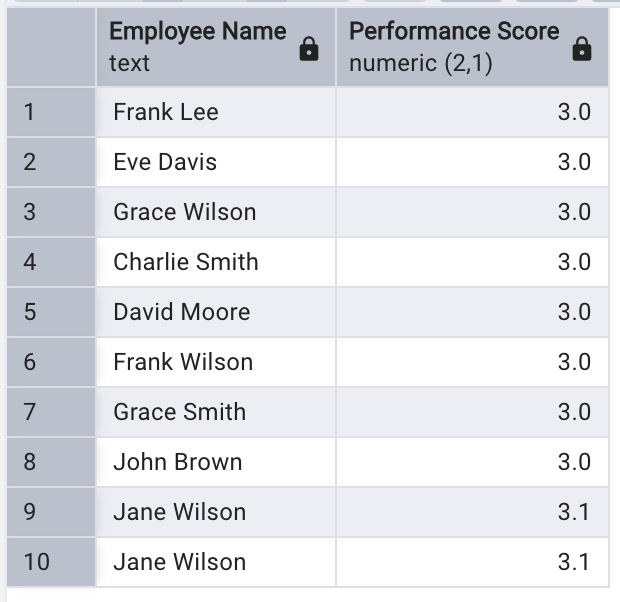 Employee Name Performance Score
text numeric (2,1)
1 Frank Lee 3.0
2 Eve Davis 3.0
3 Grace Wilson 3.0
4 Charlie Smith 3.0
5 David Moore 3.0
6 Frank Wilson 3.0
7 Grace Smith 3.0
8 John Brown 3.0
9 Jane Wilson 3.1
10 Jane Wilson 3.1